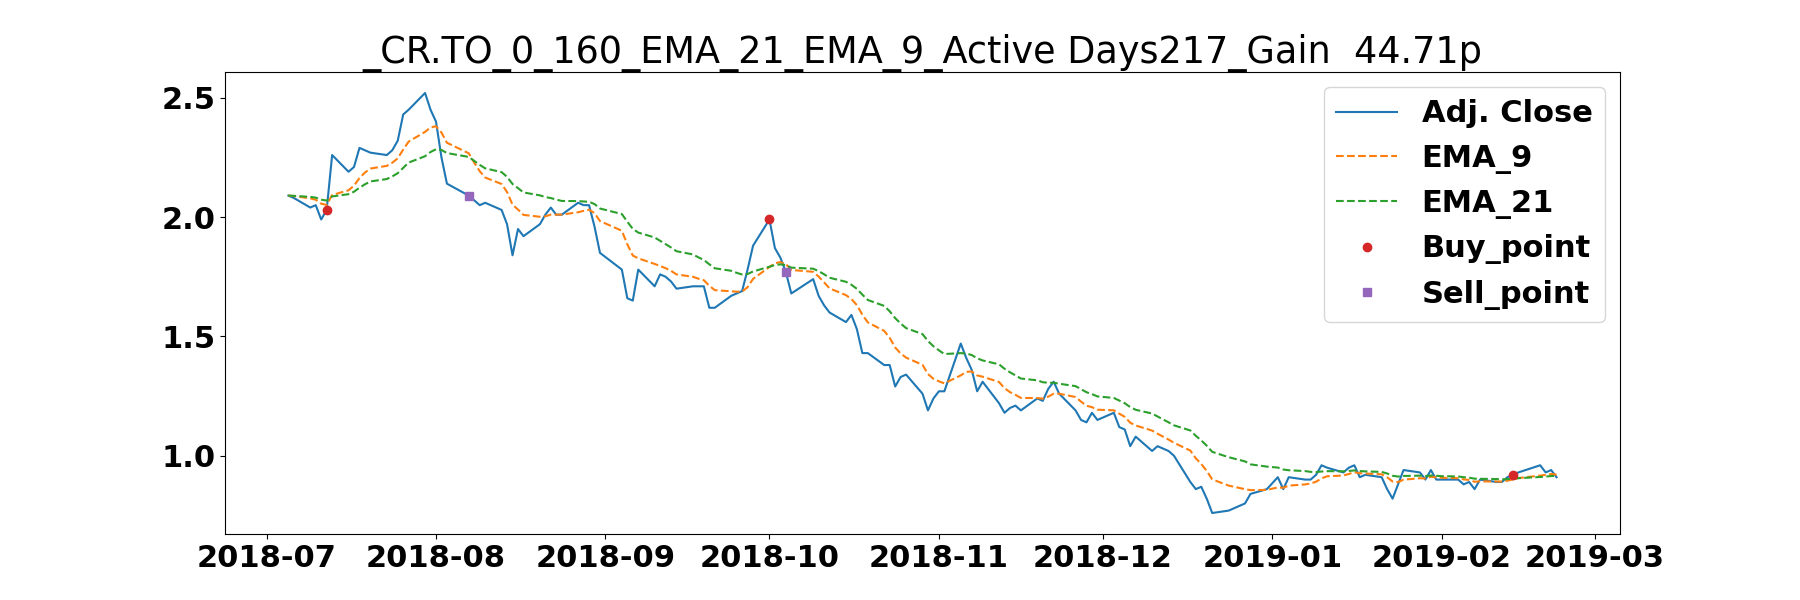 _CR.TO_0_160_EMA_21_EMA_9_Active Days217_Gain  44.71p
2.5
2.0
1.5
1.0
Adj. Close
EMA_9
EMA_21
Buy_point
Sell_point
2018-07 2018-08 2018-09 2018-10 2018-11 2018-12 2019-01 2019-02 2019-03